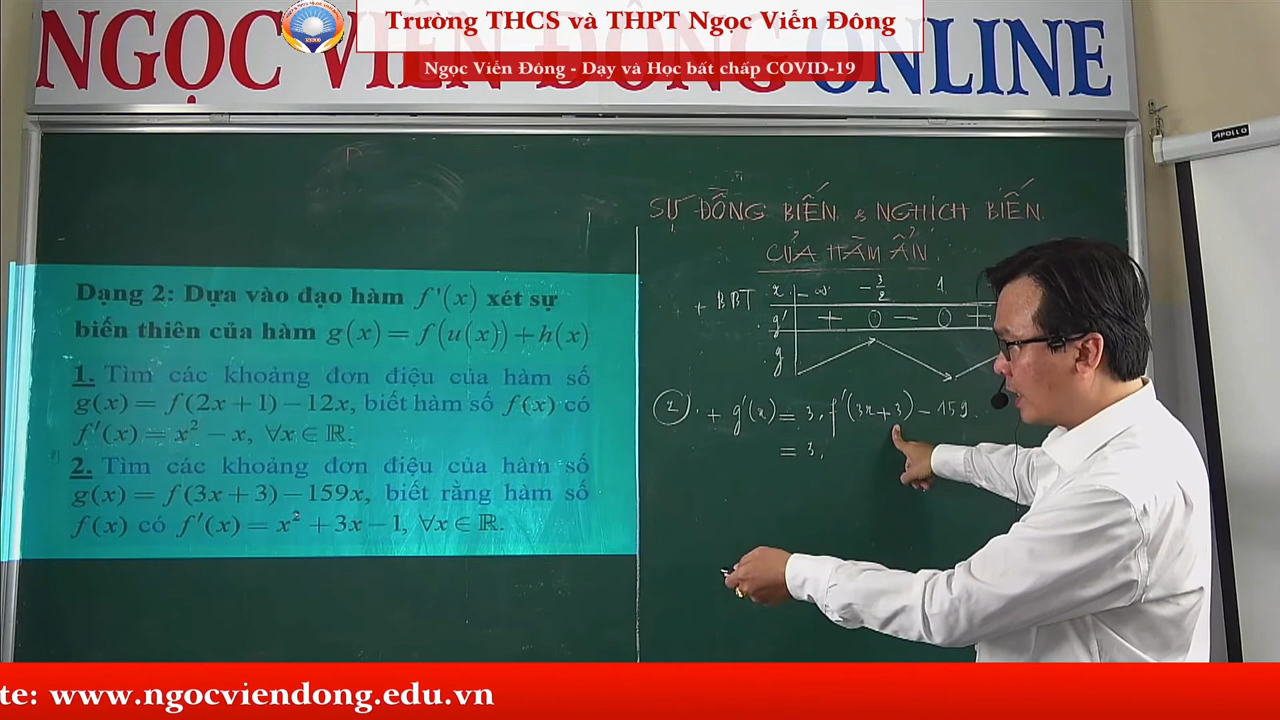 NGỌC VIỄN ĐÔNG ONLINE
Trường THCS và THPT Ngọc Viễn Đông
Ngọc Viễn Đông - Dạy và Học bất chấp COVID-19
APOLLO
SỰ ĐỒNG BIẾN & NGHỊCH BIẾN
CỦA HÀM ẨN
Dạng 2: Dựa vào đạo hàm f'(x) xét sự
biến thiên của hàm g(x) = f(u(x)) + h(x)
1. Tìm các khoảng đơn điệu của hàm số
g(x) = f(2x + 1) − 12x, biết hàm số f(x) có
f'(x) = x² − x, ∀x ∈ ℝ.
2. Tìm các khoảng đơn điệu của hàm số
g(x) = f(3x + 3) − 159x, biết rằng hàm số
f(x) có f'(x) = x² + 3x − 1, ∀x ∈ ℝ.
+ BBT x −∞ −3/2 1
g' + 0 − 0 +
g
2. + g'(x) = 3. f'(3x+3) − 159.
= 3.
te: www.ngocviendong.edu.vn